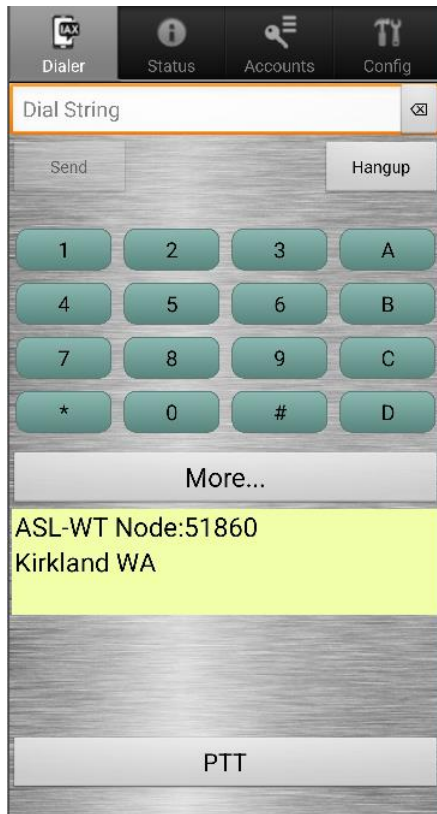 IAX
Dialer
Status
Accounts
Config
Dial String
Send
Hangup
1 2 3 A
4 5 6 B
7 8 9 C
* 0 # D
More...
ASL-WT Node:51860
Kirkland WA
PTT